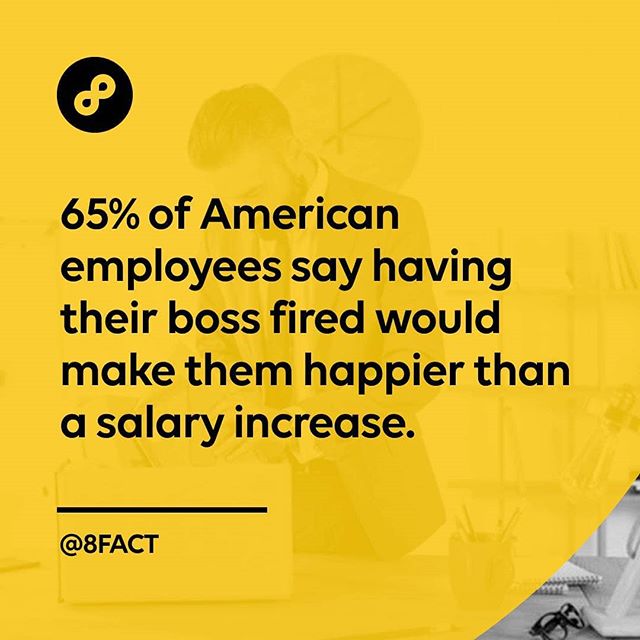 65% of American
employees say having
their boss fired would
make them happier than
a salary increase.
@8FACT